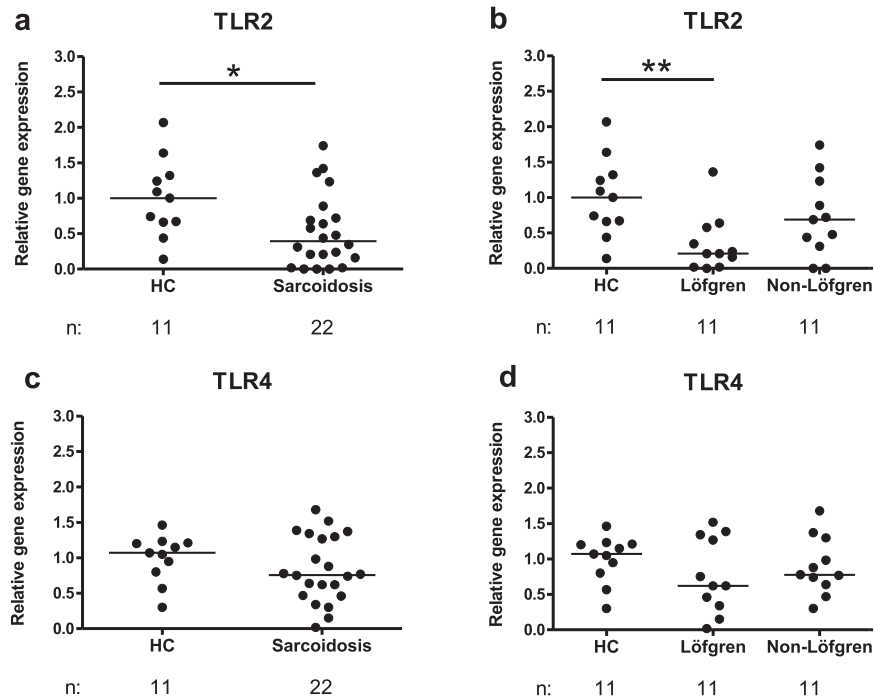 a
TLR2
Relative gene expression
3.0
2.5
2.0
1.5
1.0
0.5
0.0
*
HC Sarcoidosis
n: 11 22
b
TLR2
Relative gene expression
3.0
2.5
2.0
1.5
1.0
0.5
0.0
**
HC Löfgren Non-Löfgren
n: 11 11 11
c
TLR4
Relative gene expression
3.0
2.5
2.0
1.5
1.0
0.5
0.0
HC Sarcoidosis
n: 11 22
d
TLR4
Relative gene expression
3.0
2.5
2.0
1.5
1.0
0.5
0.0
HC Löfgren Non-Löfgren
n: 11 11 11